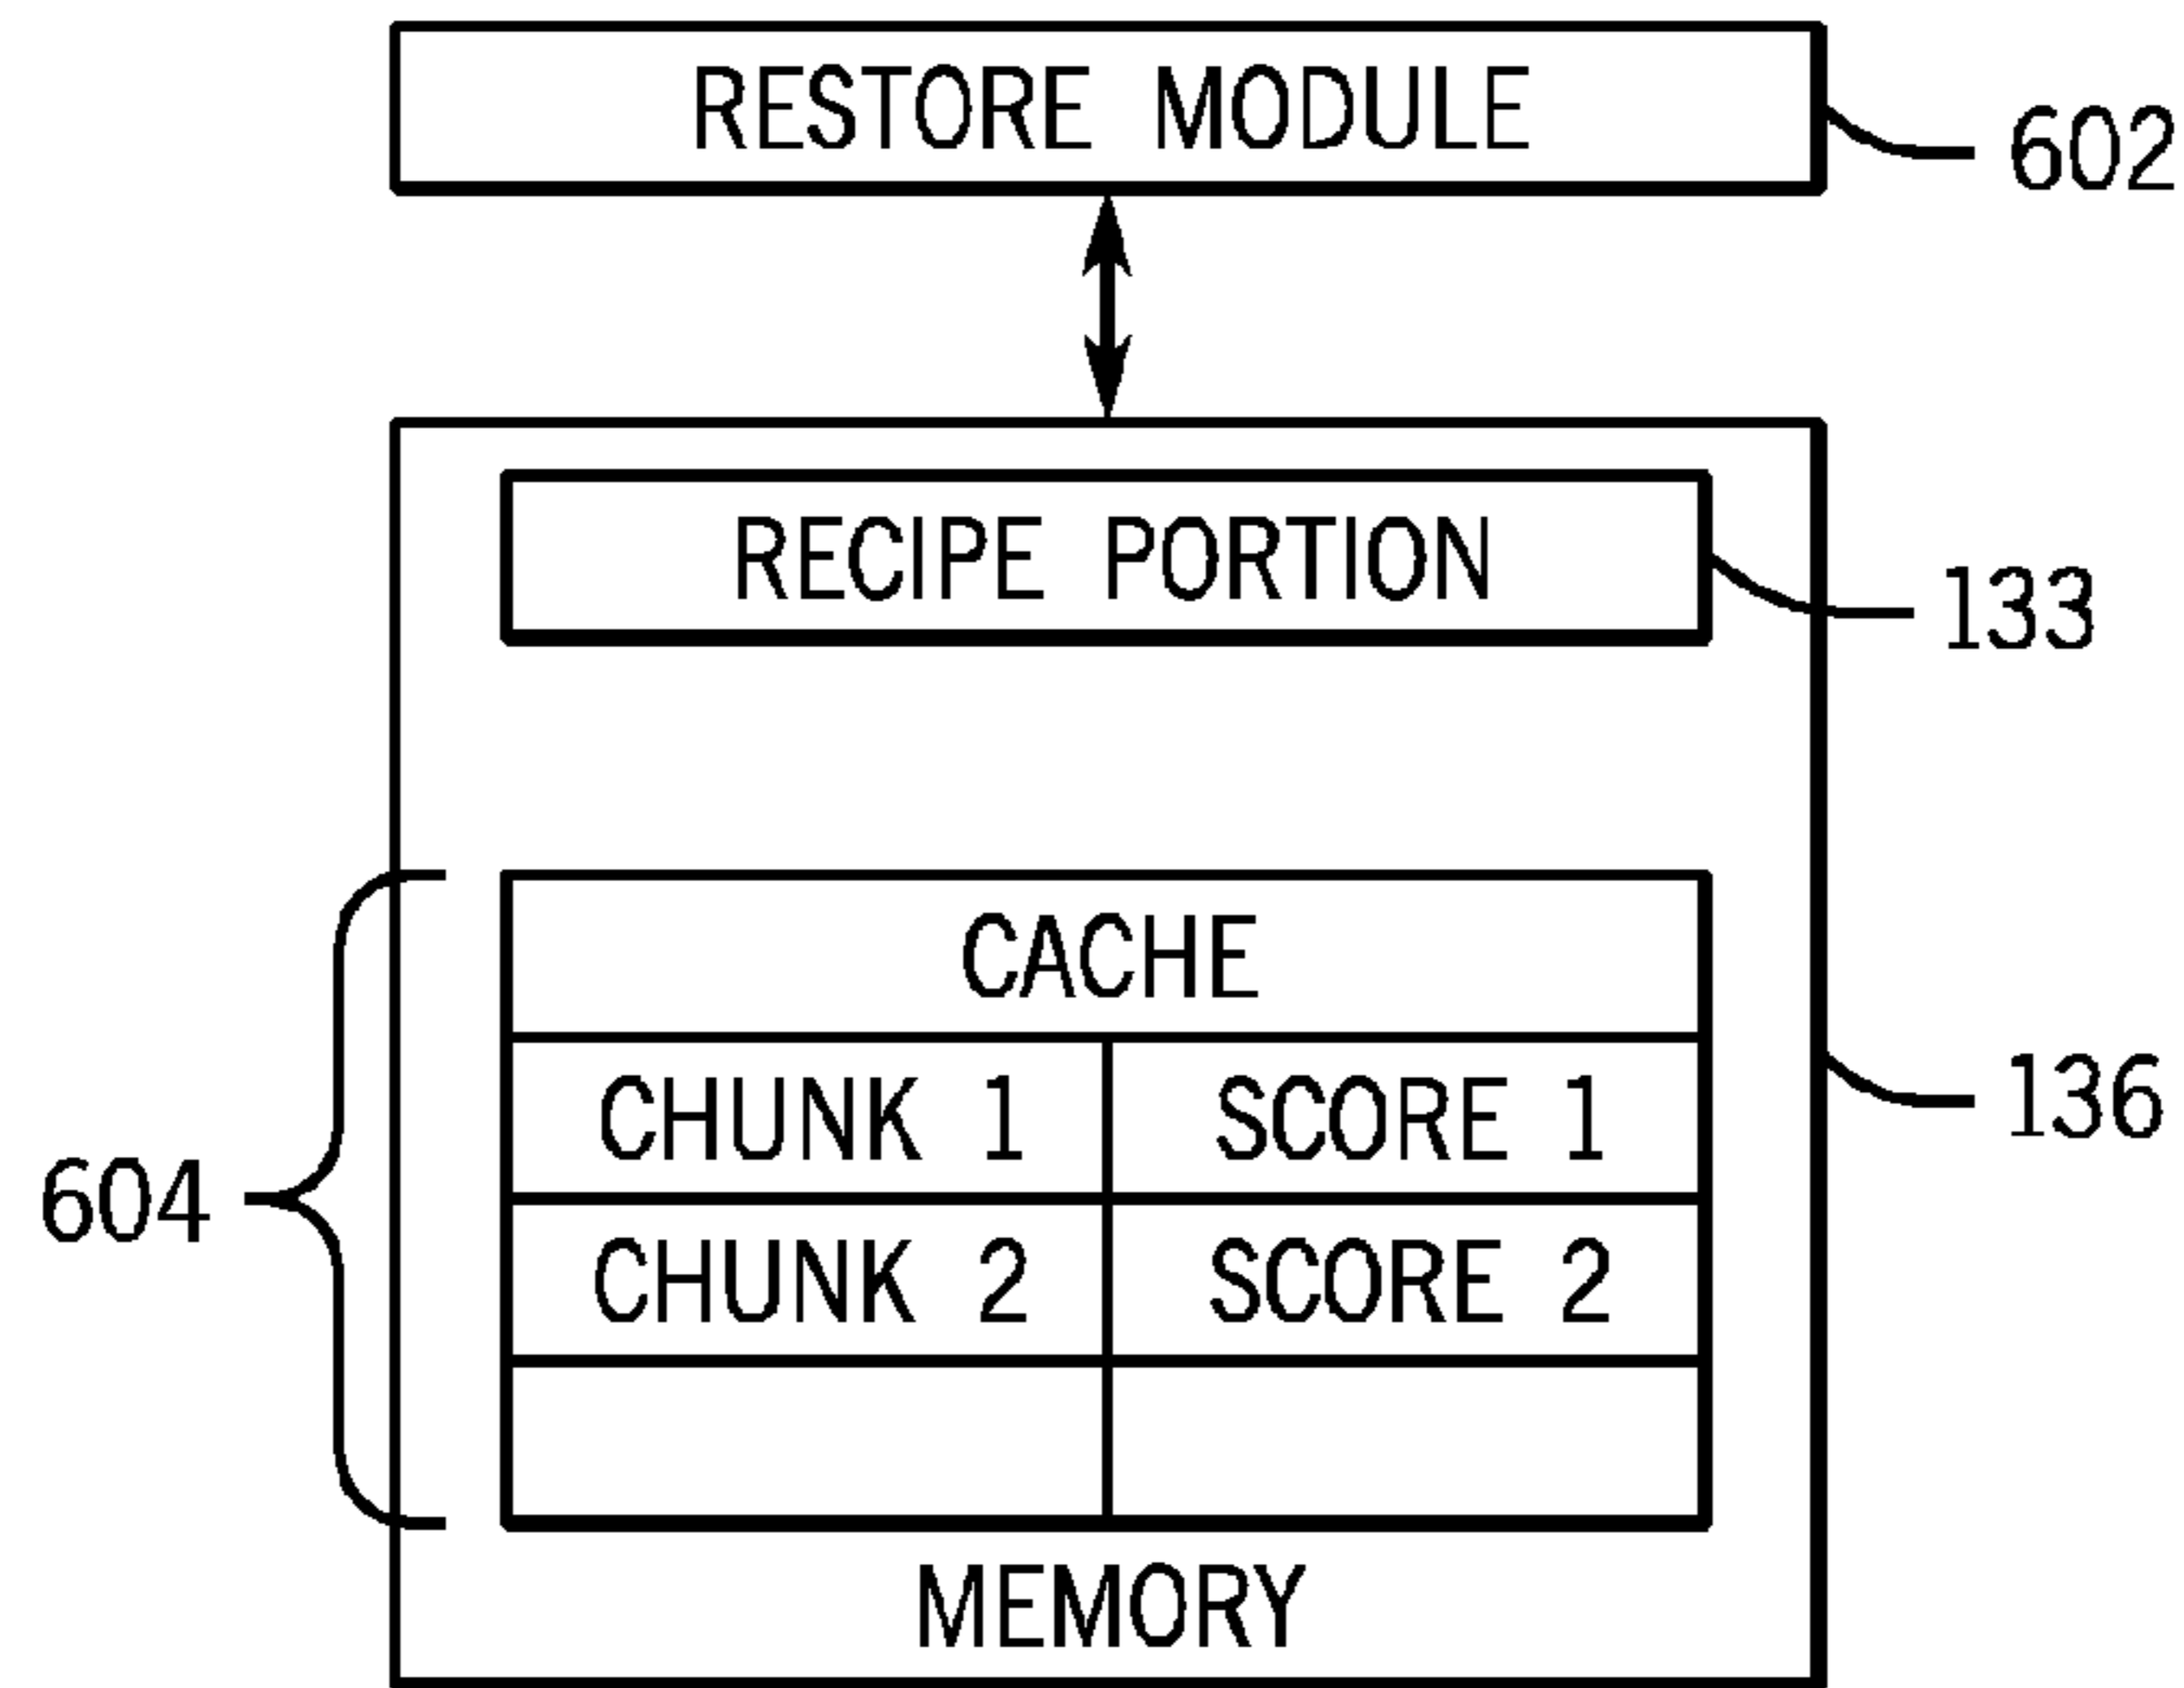 RESTORE MODULE
602
RECIPE PORTION
133
CACHE
CHUNK 1 SCORE 1
136
604
CHUNK 2 SCORE 2
MEMORY